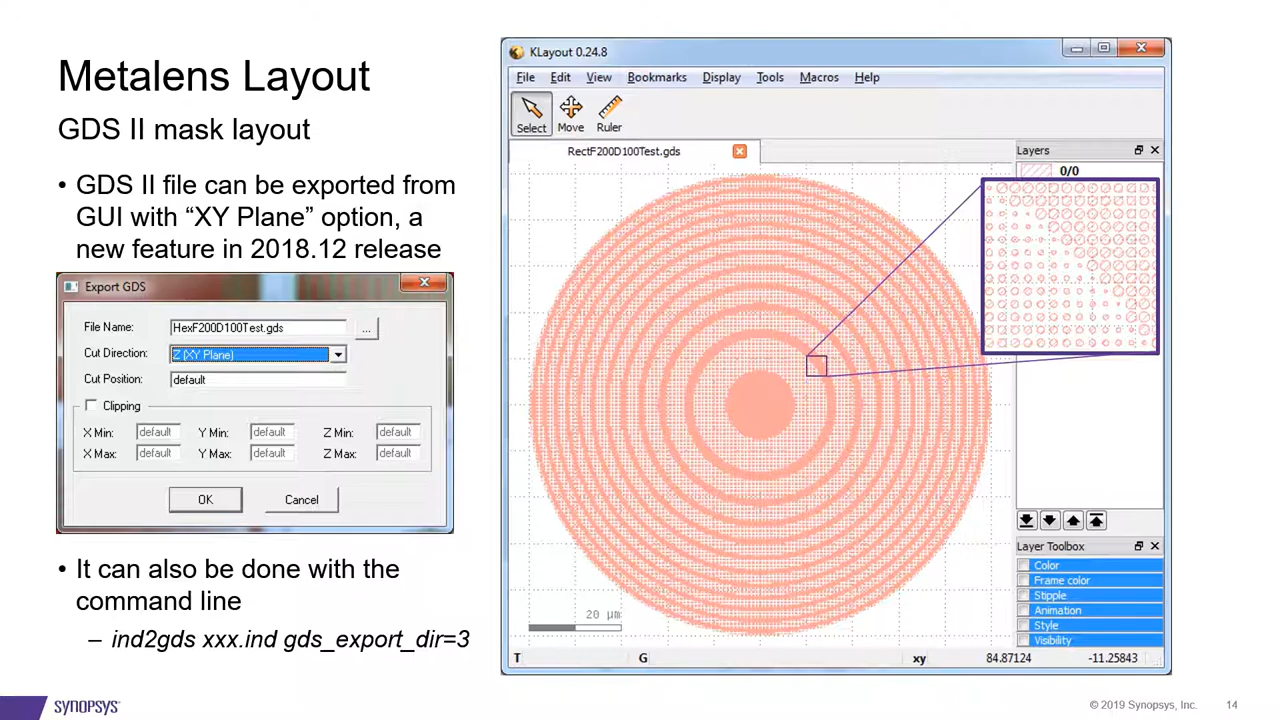 Metalens Layout
GDS II mask layout
• GDS II file can be exported from
GUI with “XY Plane” option, a
new feature in 2018.12 release
Export GDS
File Name: HexF200D100Test.gds ...
Cut Direction: Z (XY Plane)
Cut Position: default
Clipping
X Min: default Y Min: default Z Min: default
X Max: default Y Max: default Z Max: default
OK Cancel
• It can also be done with the
command line
– ind2gds xxx.ind gds_export_dir=3
KLayout 0.24.8
File Edit View Bookmarks Display Tools Macros Help
Select Move Ruler
RectF200D100Test.gds
Layers
0/0
20 µm
Layer Toolbox
Color
Frame color
Stipple
Animation
Style
Visibility
T G xy 84.87124 -11.25843
SYNOPSYS
© 2019 Synopsys, Inc. 14